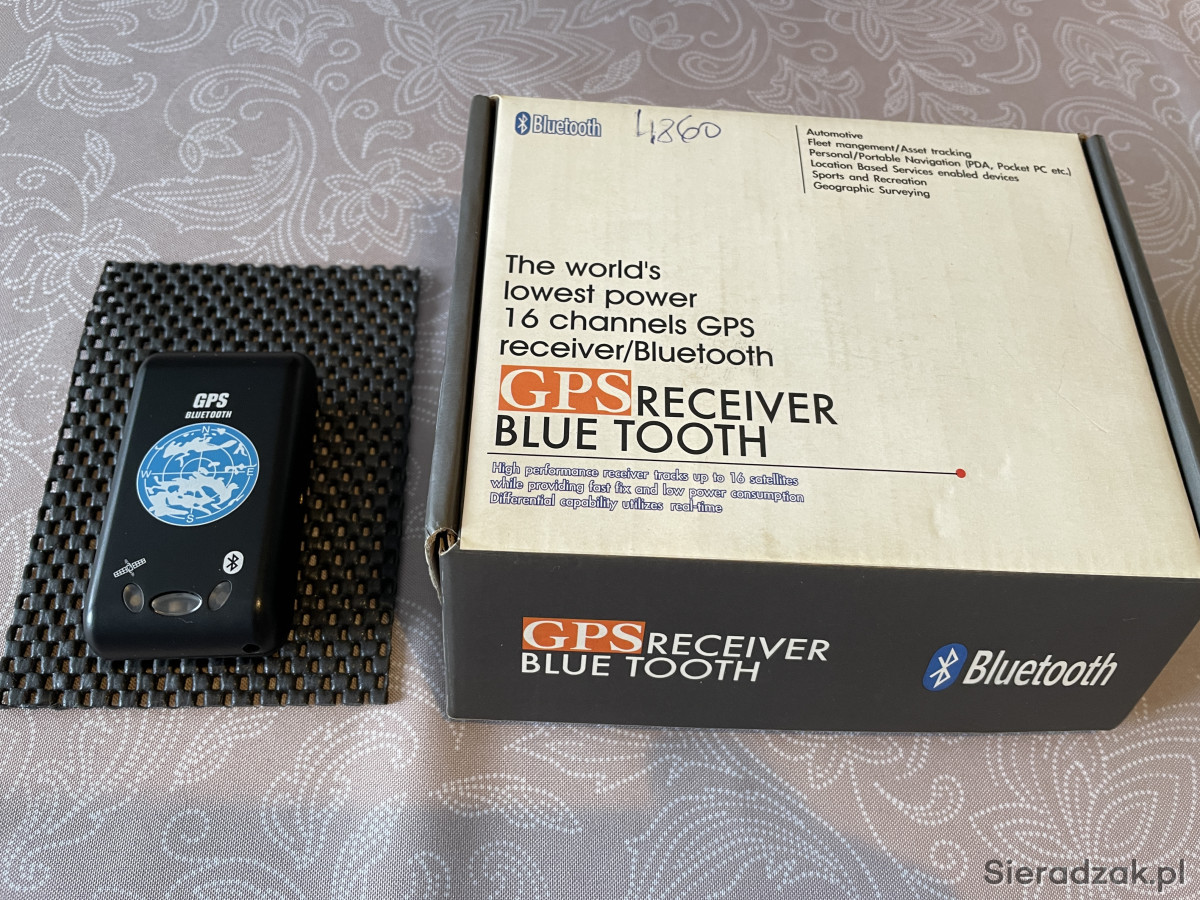 Bluetooth
4860
Automotive
Fleet mangement/Asset tracking
Personal/Portable Navigation (PDA, Pocket PC etc.)
Location Based Services enabled devices
Sports and Recreation
Geographic Surveying
The world's
lowest power
16 channels GPS
receiver/Bluetooth
GPS RECEIVER
BLUE TOOTH
High performance receiver tracks up to 16 satellites
while providing fast fix and low power consumption
Differential capability utilizes real-time
GPS RECEIVER
BLUE TOOTH
Bluetooth
GPS
BLUETOOTH
N
W E
S
Sieradzak.pl